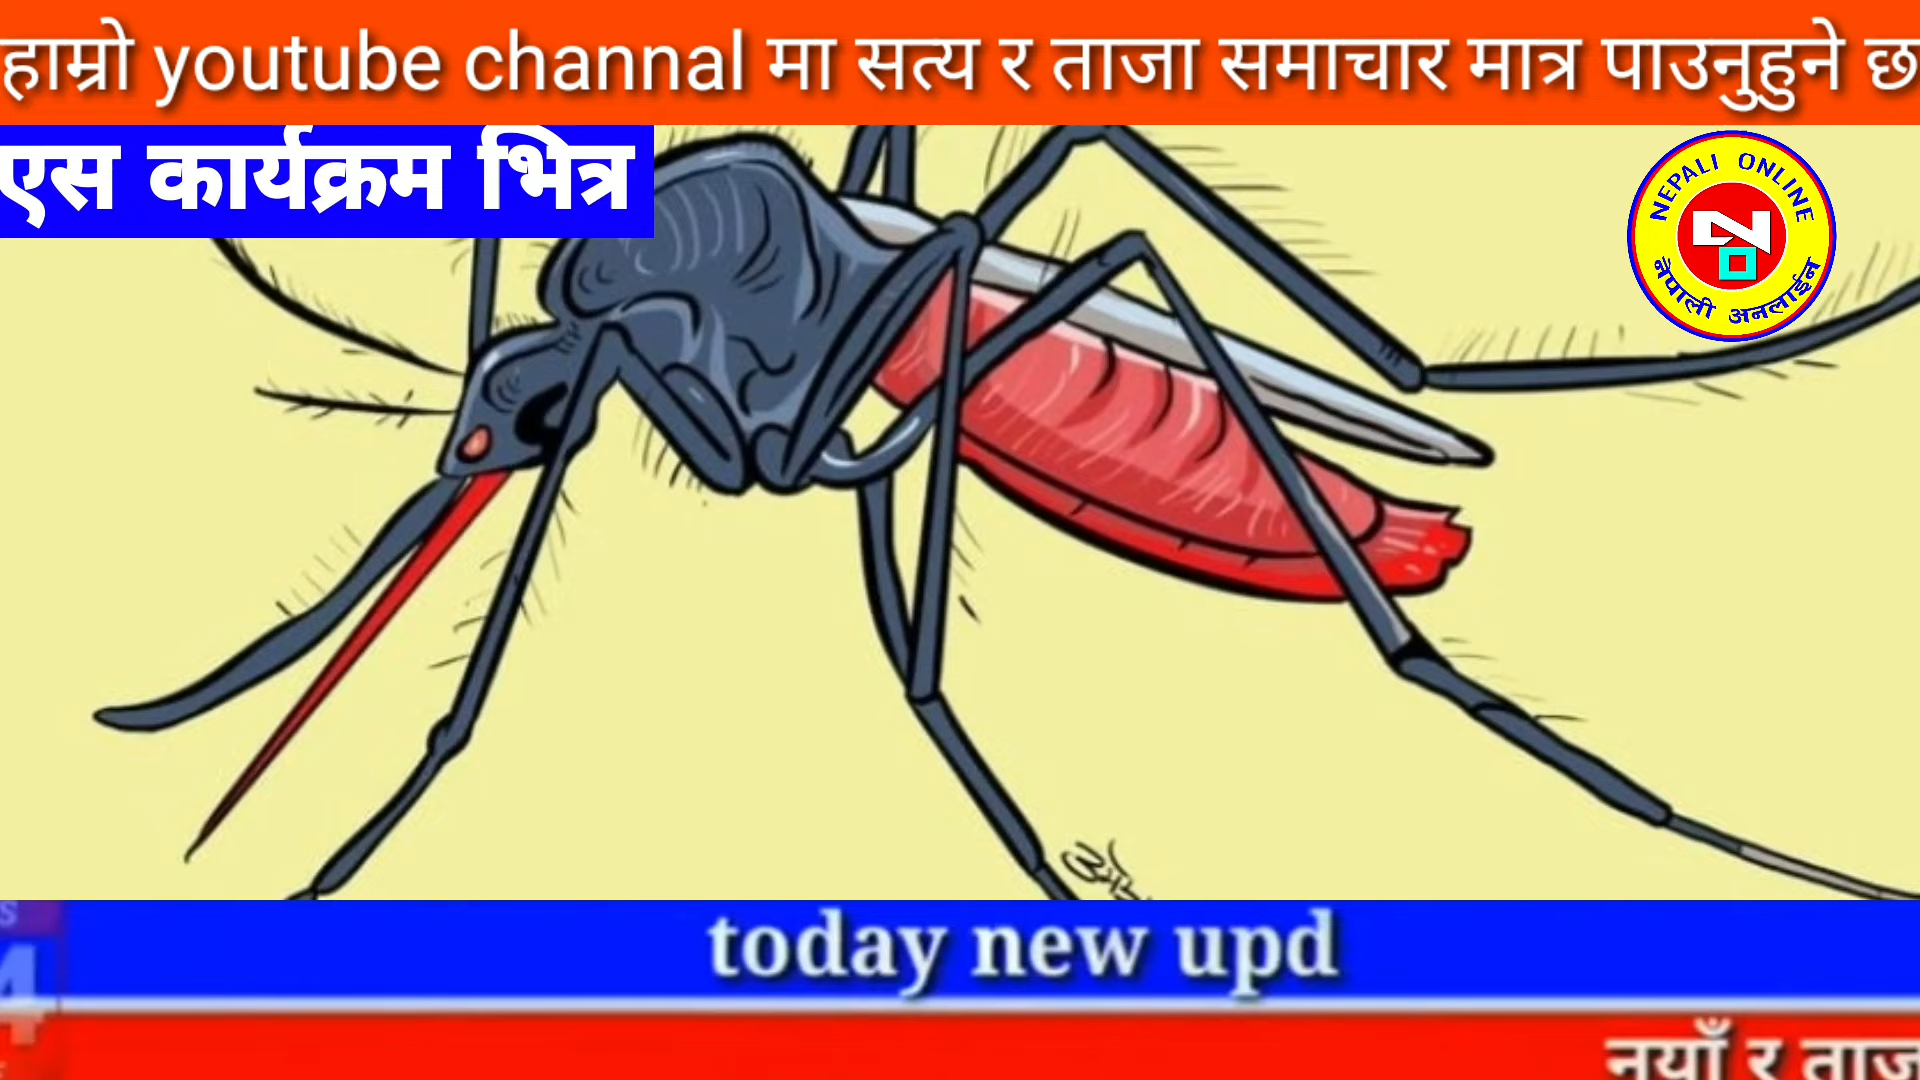 हाम्रो youtube channal मा सत्य र ताजा समाचार मात्र पाउनुहुने छ
एस कार्यक्रम भित्र
NEPALI ONLINE
नेपाली अनलाईन
today new upd
नयाँ र ताज